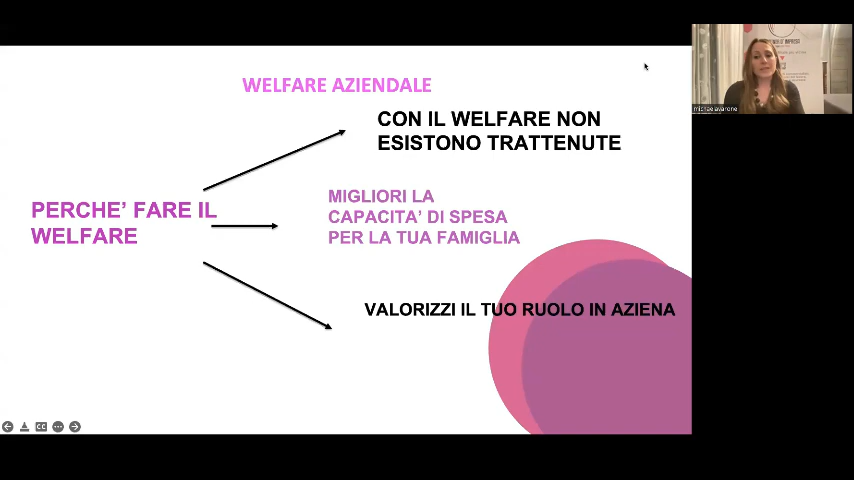 WELFARE AZIENDALE
CON IL WELFARE NON
ESISTONO TRATTENUTE
PERCHE' FARE IL
WELFARE
MIGLIORI LA
CAPACITA' DI SPESA
PER LA TUA FAMIGLIA
VALORIZZI IL TUO RUOLO IN AZIENA
CC